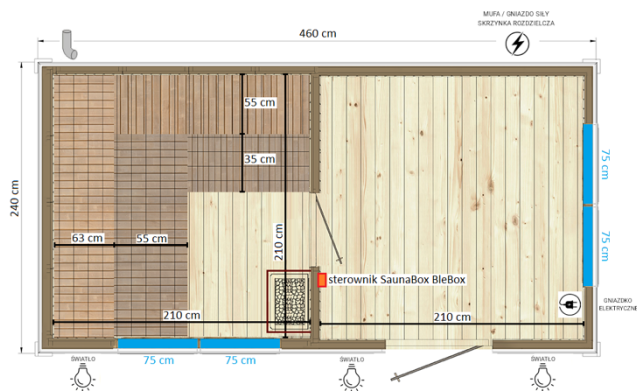 MUFA / GNIAZDO SIŁY
SKRZYNKA ROZDZIELCZA
460 cm
240 cm
55 cm
35 cm
75 cm
75 cm
63 cm
55 cm
210 cm
sterownik SaunaBox BleBox
GNIAZDKO
ELEKTRYCZNE
210 cm
210 cm
ŚWIATŁO
75 cm
75 cm
ŚWIATŁO
ŚWIATŁO